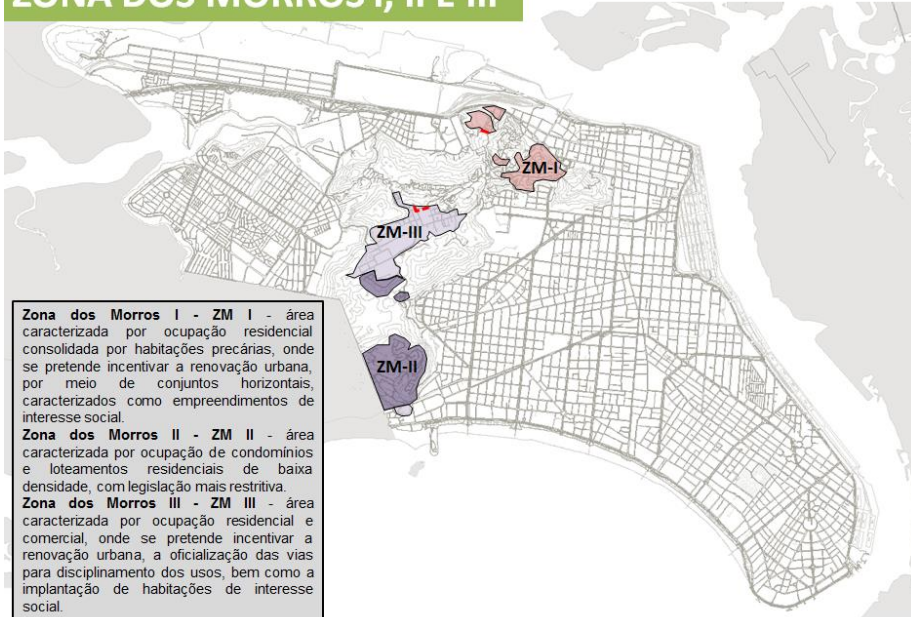 ZONA DOS MORROS I, II E III
ZM-I
ZM-III
ZM-II
Zona dos Morros I - ZM I - área
caracterizada por ocupação residencial
consolidada por habitações precárias, onde
se pretende incentivar a renovação urbana,
por meio de conjuntos horizontais,
caracterizados como empreendimentos de
interesse social.
Zona dos Morros II - ZM II - área
caracterizada por ocupação de condomínios
e loteamentos residenciais de baixa
densidade, com legislação mais restritiva.
Zona dos Morros III - ZM III - área
caracterizada por ocupação residencial e
comercial, onde se pretende incentivar a
renovação urbana, a oficialização das vias
para disciplinamento dos usos, bem como a
implantação de habitações de interesse
social.